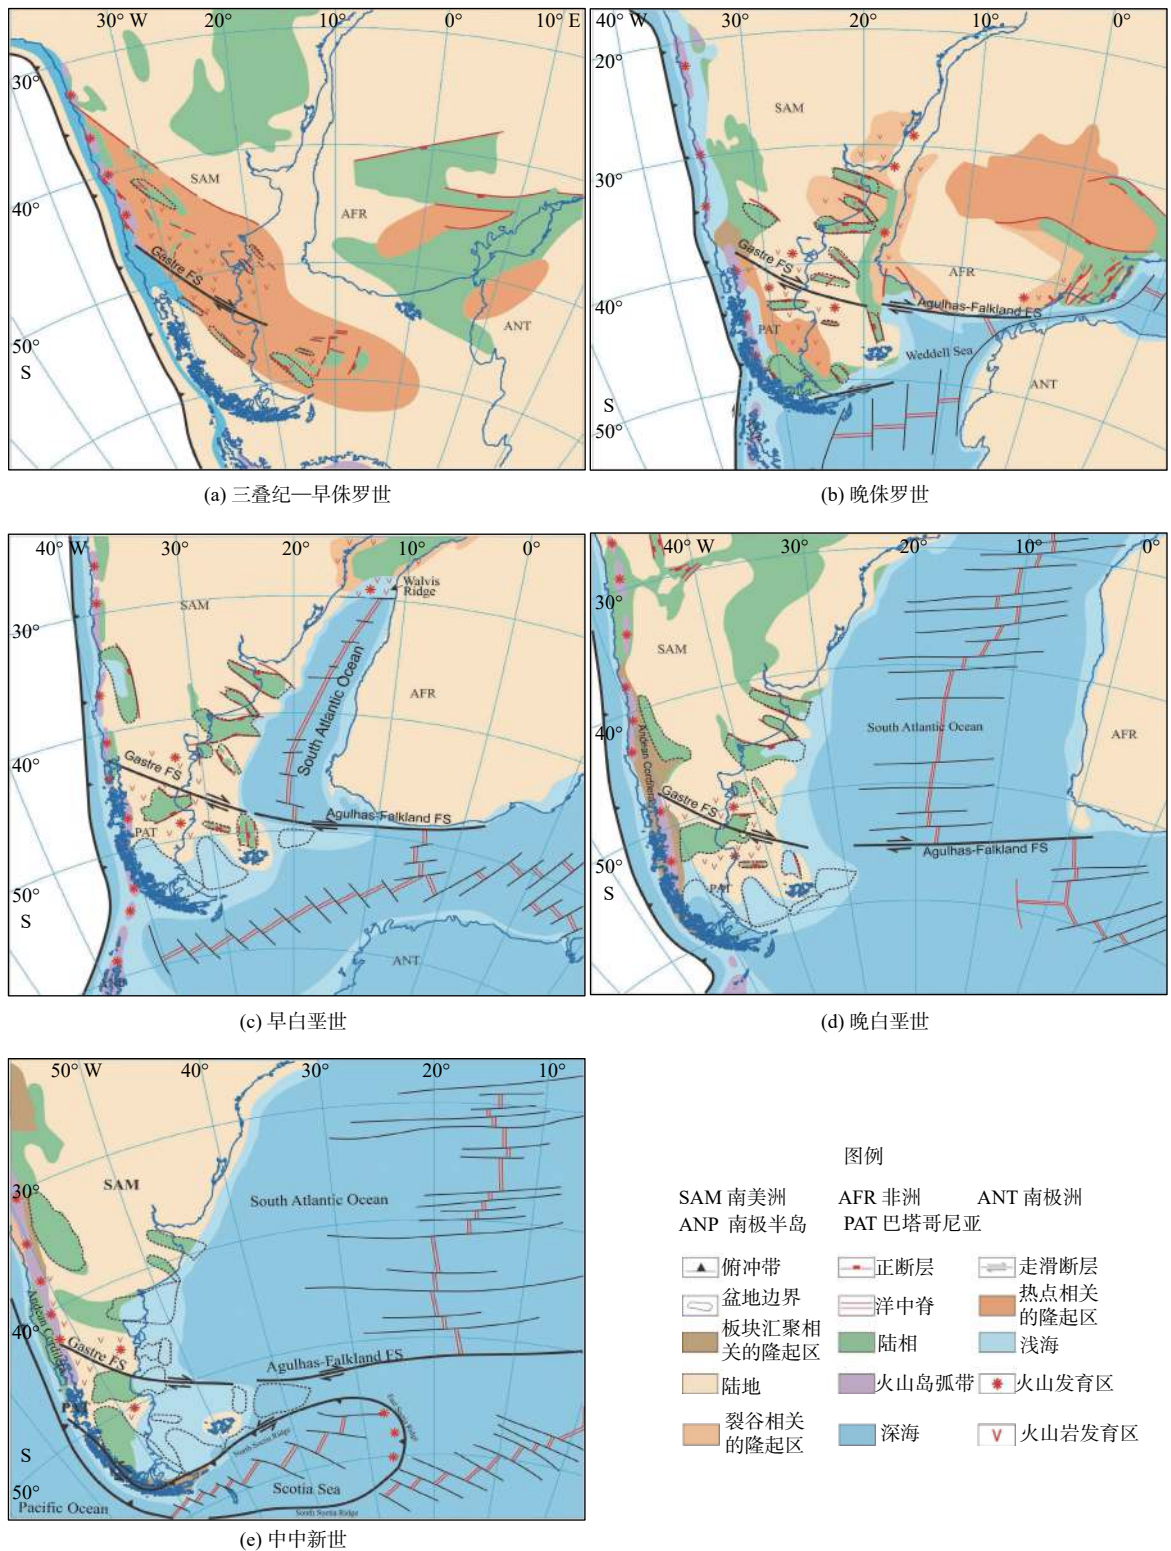 30° W 20° 10° 0° 10° E
30°
SAM
40°
AFR
Gastre FS
ANT
50°
S
(a) 三叠纪—早侏罗世
40° W 30° 20° 10° 0°
20°
SAM
30°
Gastre FS
AFR
40°
Agulhas-Falkland FS
PAT
Weddell Sea
ANT
S
50°
(b) 晚侏罗世
40° W 30° 20° 10° 0°
Walvis
Ridge
SAM
30°
South Atlantic Ocean
AFR
40°
Gastre FS
Agulhas-Falkland FS
PAT
50°
S
ANT
ANP
(c) 早白垩世
40° W 30° 20° 10° 0°
30°
SAM
40°
South Atlantic Ocean
AFR
Andean Cordillera
Gastre FS
Agulhas-Falkland FS
50°
PAT
S
(d) 晚白垩世
50° W 40° 30° 20° 10°
SAM
30°
South Atlantic Ocean
Andean Cordillera
40°
Gastre FS
Agulhas-Falkland FS
PAT
East Scotia Ridge
North Scotia Ridge
S
50°
Scotia Sea
Pacific Ocean
South Scotia Ridge
(e) 中中新世
图例
SAM 南美洲 AFR 非洲 ANT 南极洲
ANP 南极半岛 PAT 巴塔哥尼亚
俯冲带 正断层 走滑断层
盆地边界 洋中脊 热点相关
的隆起区
板块汇聚相
关的隆起区 陆相 浅海
陆地 火山岛弧带 火山发育区
裂谷相关
的隆起区 深海 火山岩发育区